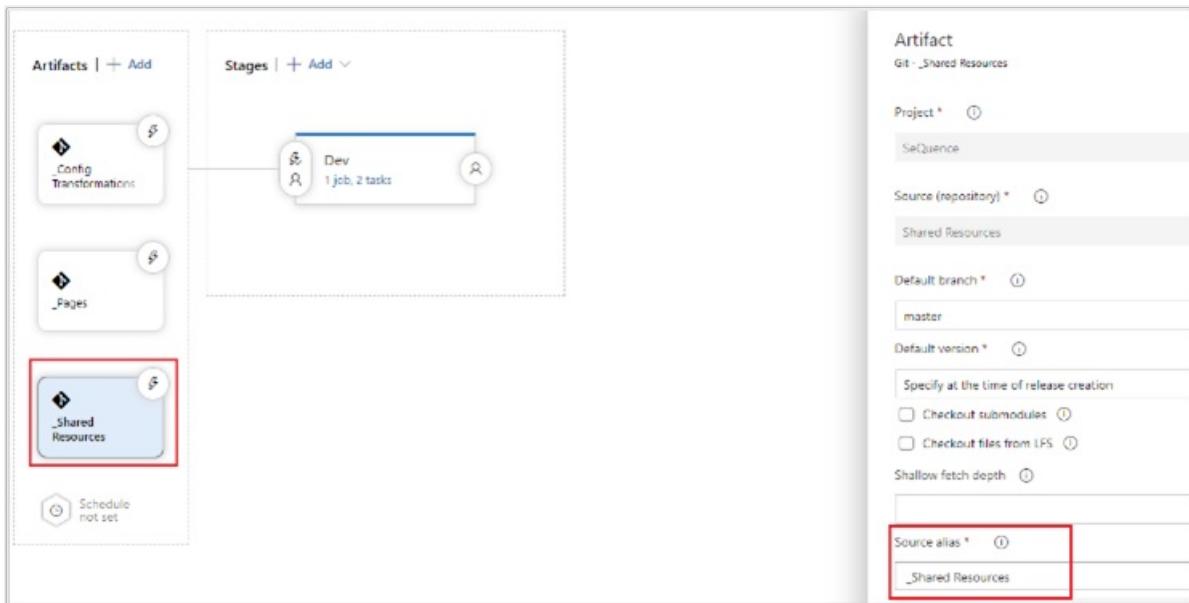 Artifacts | + Add
Stages | + Add
_Config
Transformations
Dev
1 job, 2 tasks
_Pages
_Shared
Resources
Schedule
not set
Artifact
Git - _Shared Resources
Project *
SeQuence
Source (repository) *
Shared Resources
Default branch *
master
Default version *
Specify at the time of release creation
Checkout submodules
Checkout files from LFS
Shallow fetch depth
Source alias *
_Shared Resources